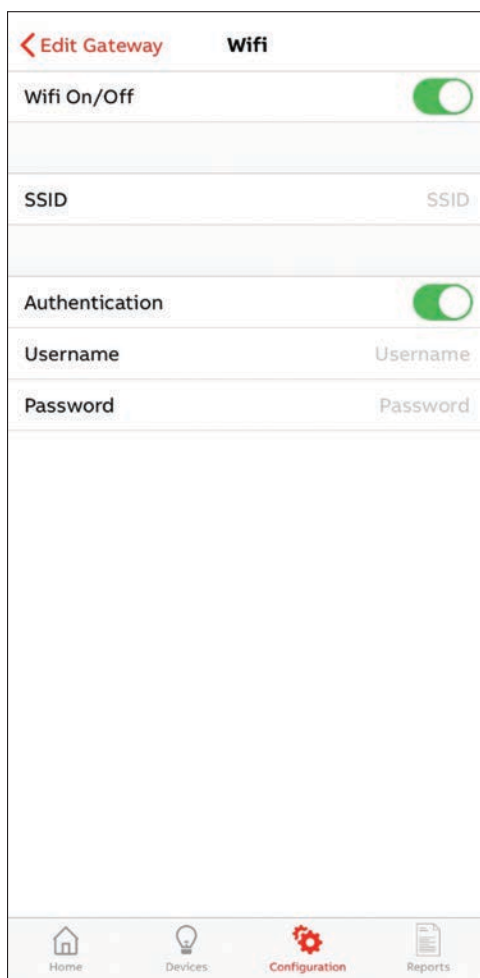 Edit Gateway Wifi
Wifi On/Off
SSID SSID
Authentication
Username Username
Password Password
Home Devices Configuration Reports